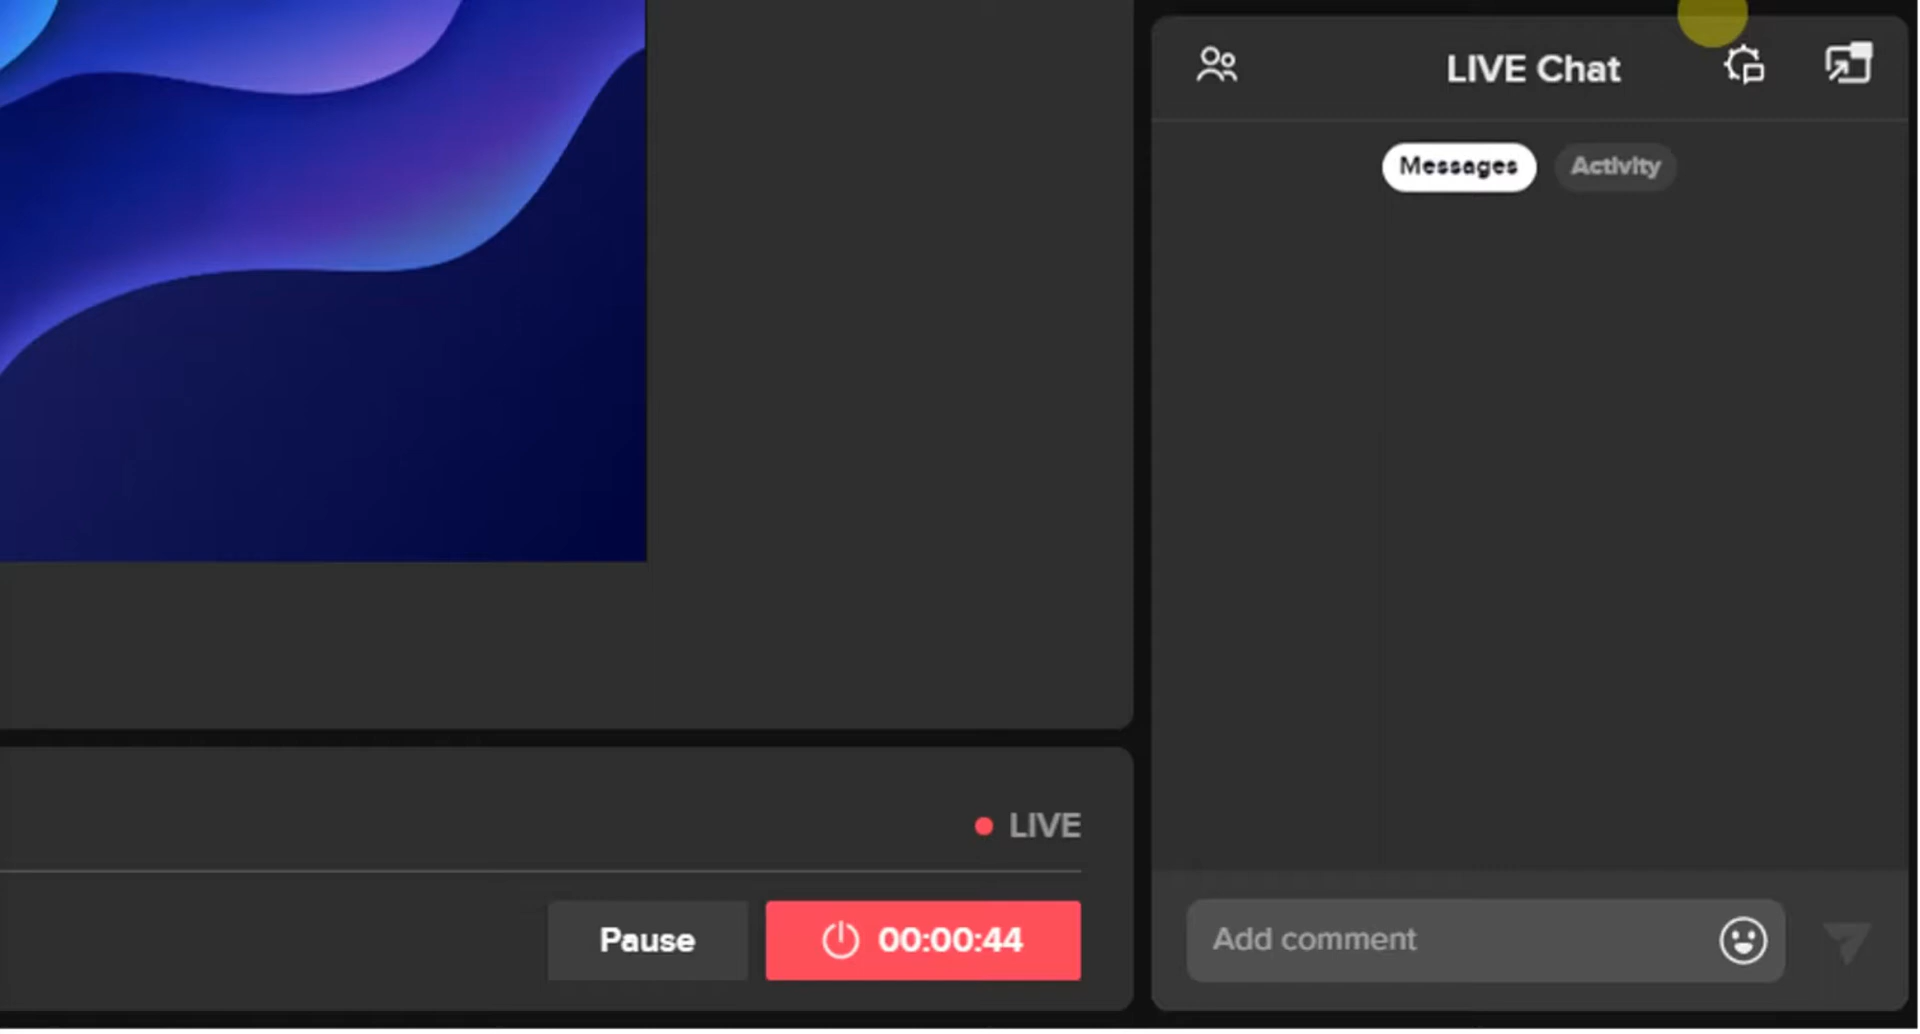 LIVE Chat
Messages Activity
LIVE
Pause 00:00:44
Add comment